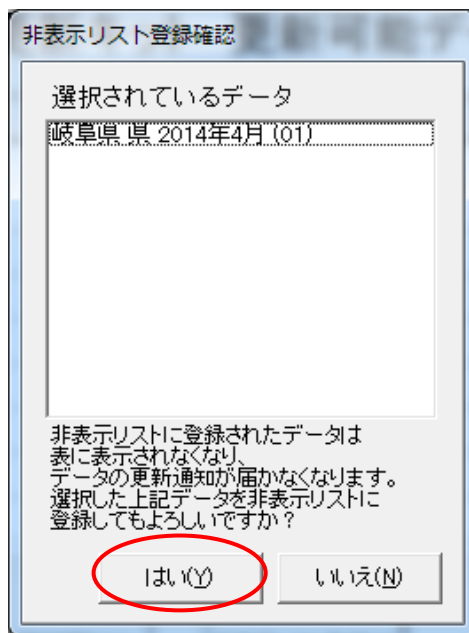 非表示リスト登録確認
選択されているデータ
岐阜県 県 2014年4月 (01)
非表示リストに登録されたデータは
表に表示されなくなり、
データの更新通知が届かなくなります。
選択した上記データを非表示リストに
登録してもよろしいですか？
はい(Y)
いいえ(N)